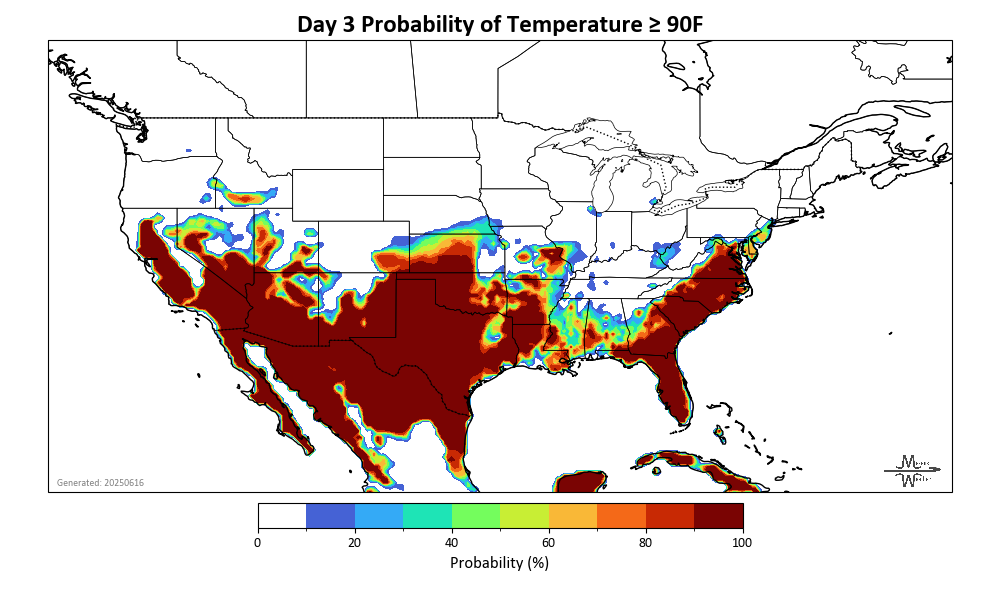 Day 3 Probability of Temperature ≥ 90F
Generated: 20250616
0 20 40 60 80 100
Probability (%)